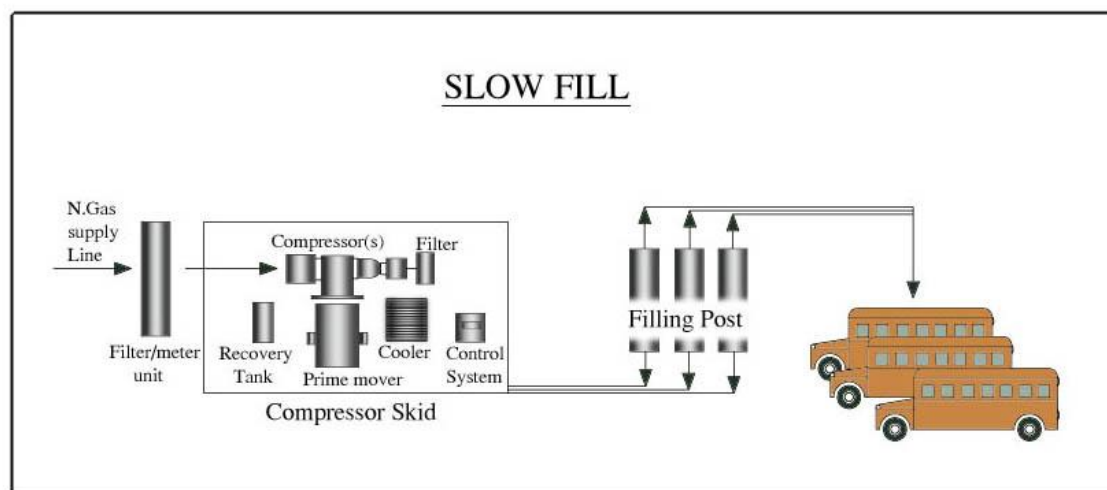 SLOW FILL
N.Gas
supply
Line
Filter/meter
unit
Compressor(s)
Filter
Recovery
Tank
Prime mover
Cooler
Control
System
Compressor Skid
Filling Post